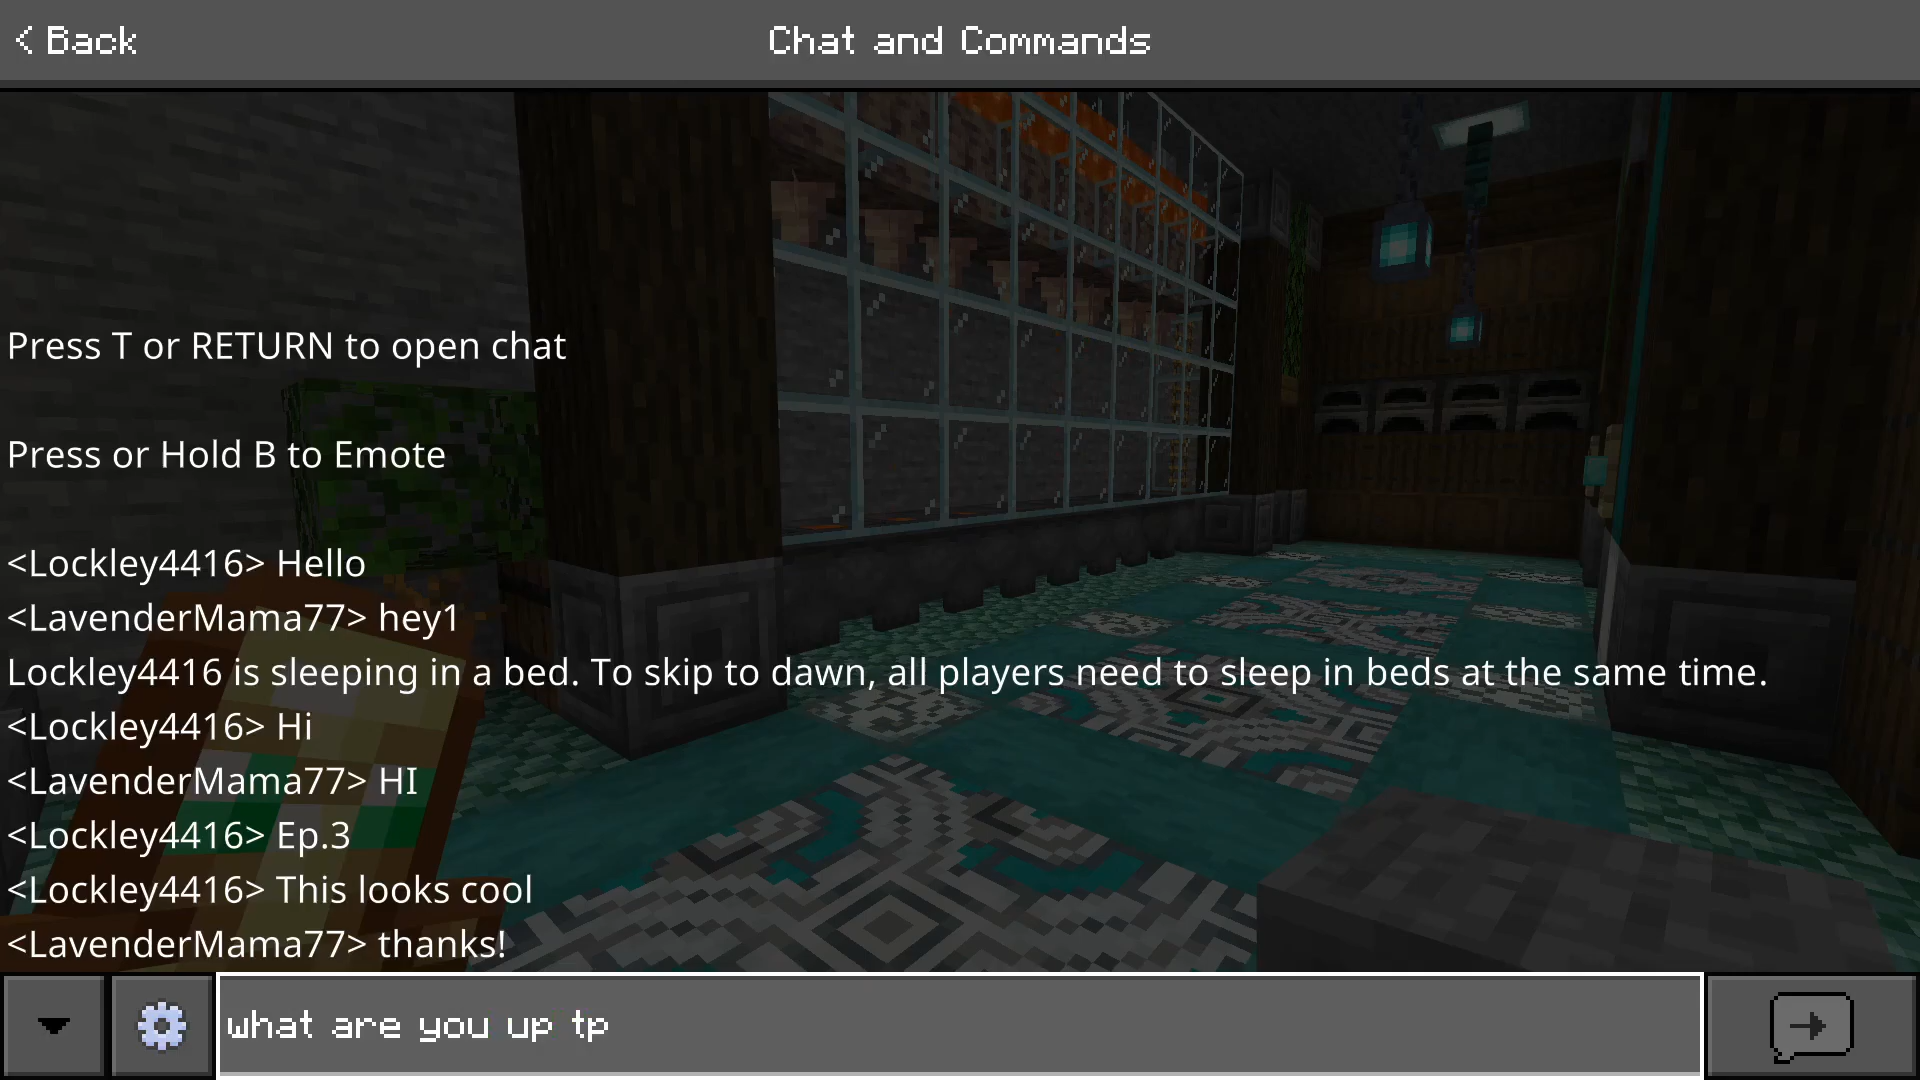 < Back
Chat and Commands
Press T or RETURN to open chat
Press or Hold B to Emote
<Lockley4416> Hello
<LavenderMama77> hey1
Lockley4416 is sleeping in a bed. To skip to dawn, all players need to sleep in beds at the same time.
<Lockley4416> Hi
<LavenderMama77> HI
<Lockley4416> Ep.3
<Lockley4416> This looks cool
<LavenderMama77> thanks!
what are you up tp